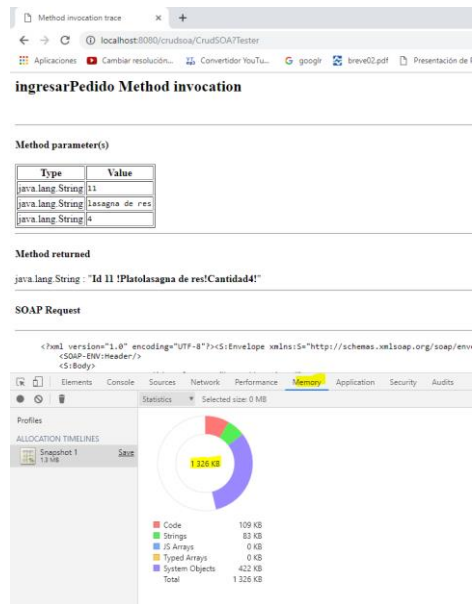 Method invocation trace
localhost:8080/crudsoa/CrudSOA?Tester
Aplicaciones Cambiar resolución... Convertidor YouTu... googlr breve02.pdf Presentación de
ingresarPedido Method invocation
Method parameter(s)
Type Value
java.lang.String 11
java.lang.String lasagna de res
java.lang.String 4
Method returned
java.lang.String : "Id 11 !Platolasagna de res!Cantidad4!"
SOAP Request
<?xml version="1.0" encoding="UTF-8"?><S:Envelope xmlns:S="http://schemas.xmlsoap.org/soap/enve
<SOAP-ENV:Header/>
<S:Body>
Elements Console Sources Network Performance Memory Application Security Audits
Statistics Selected size: 0 MB
Profiles
ALLOCATION TIMELINES
Snapshot 1 Save
1.3 MB
1 326 KB
Code 109 KB
Strings 83 KB
JS Arrays 0 KB
Typed Arrays 0 KB
System Objects 422 KB
Total 1 326 KB